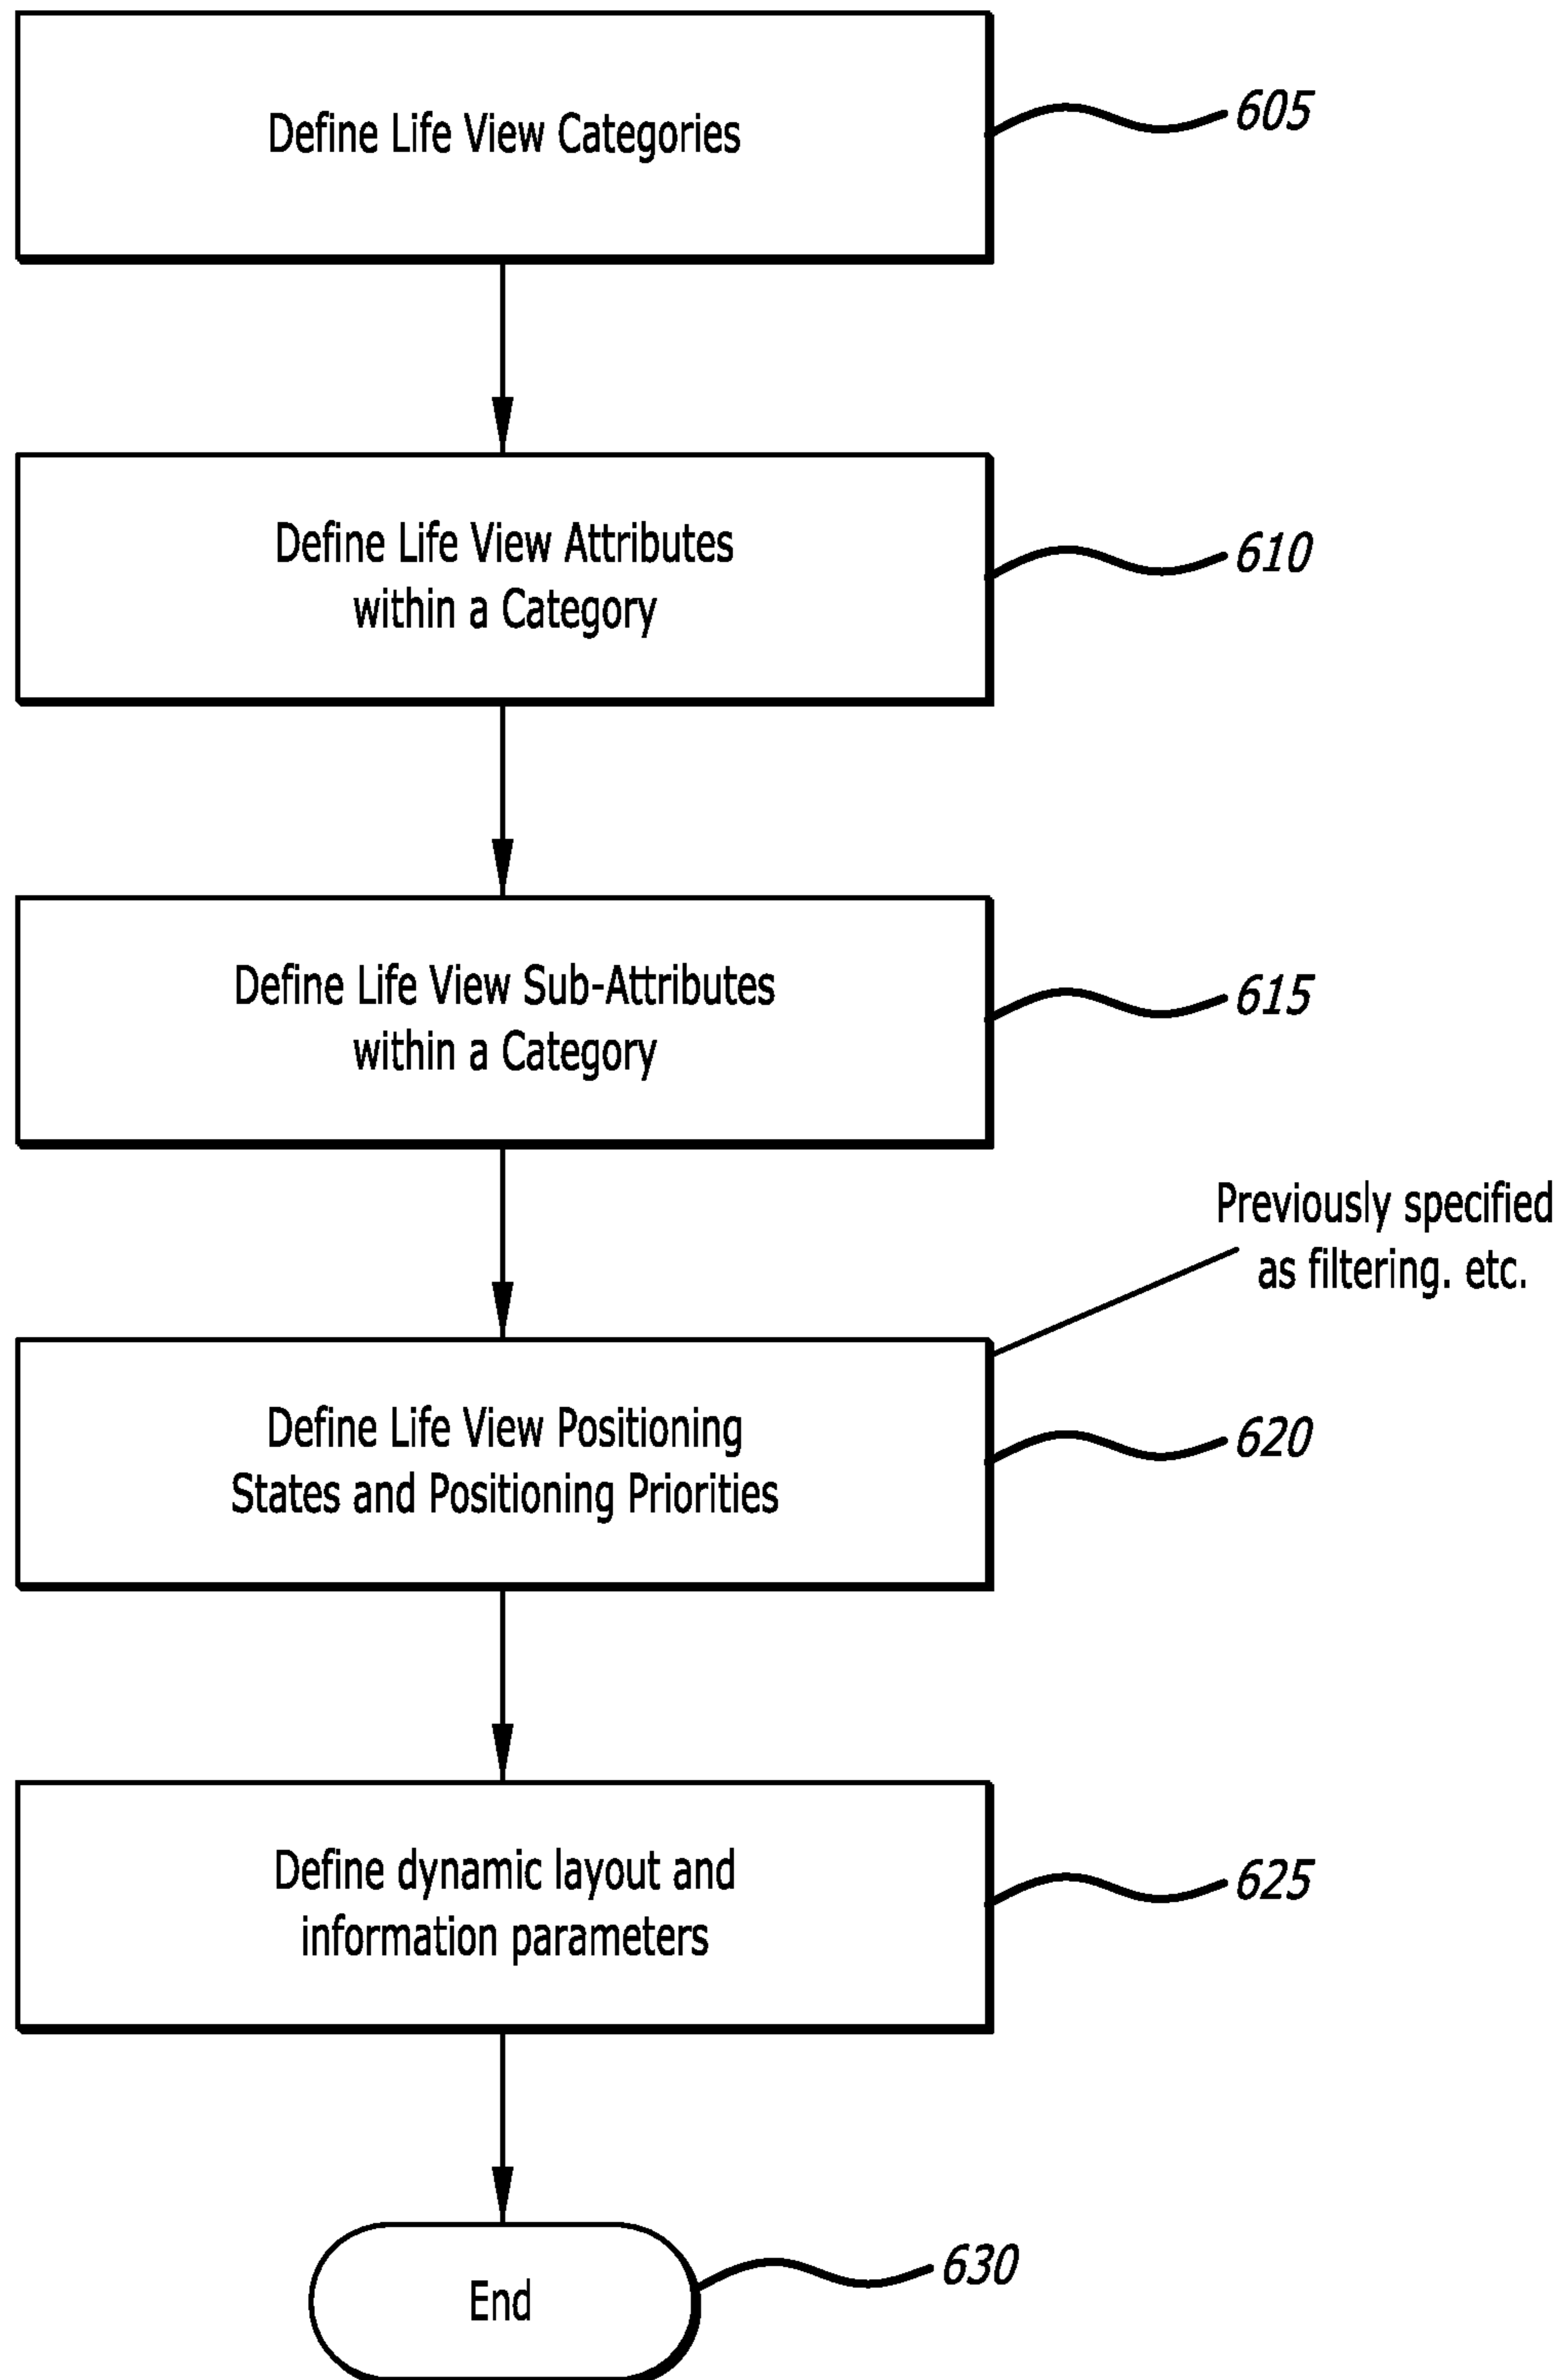 Define Life View Categories
605
Define Life View Attributes
within a Category
610
Define Life View Sub-Attributes
within a Category
615
Previously specified
as filtering. etc.
Define Life View Positioning
States and Positioning Priorities
620
Define dynamic layout and
information parameters
625
End
630